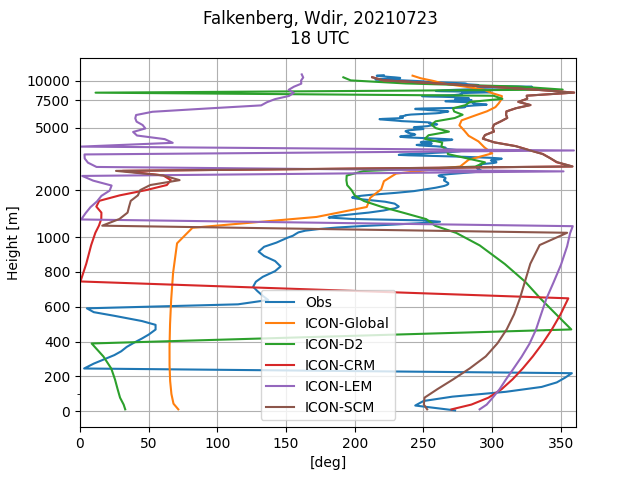 Falkenberg, Wdir, 20210723
18 UTC
Height [m]
10000
7500
5000
2000
1000
800
600
400
200
0
Obs
ICON-Global
ICON-D2
ICON-CRM
ICON-LEM
ICON-SCM
0 50 100 150 200 250 300 350
[deg]